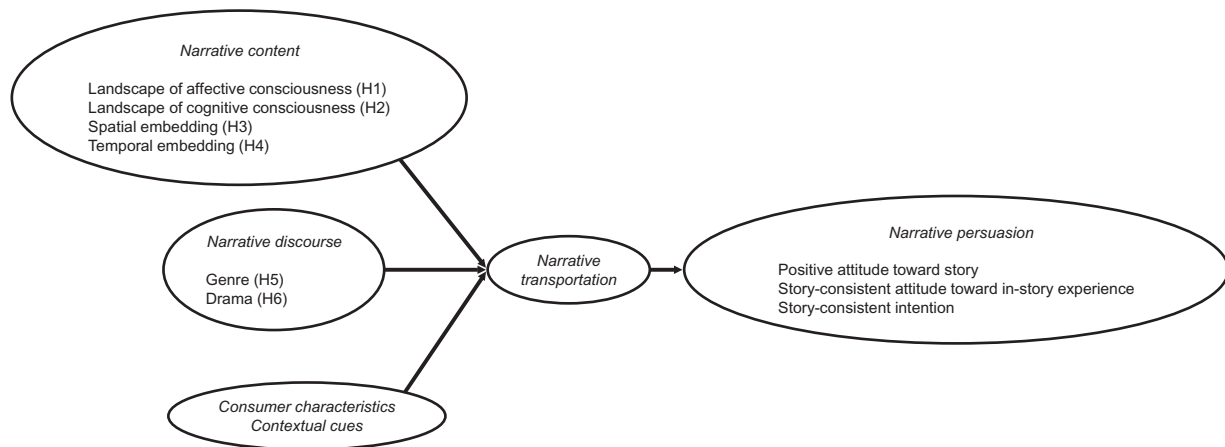 Narrative content
Landscape of affective consciousness (H1)
Landscape of cognitive consciousness (H2)
Spatial embedding (H3)
Temporal embedding (H4)
Narrative discourse
Genre (H5)
Drama (H6)
Consumer characteristics
Contextual cues
Narrative
transportation
Narrative persuasion
Positive attitude toward story
Story-consistent attitude toward in-story experience
Story-consistent intention